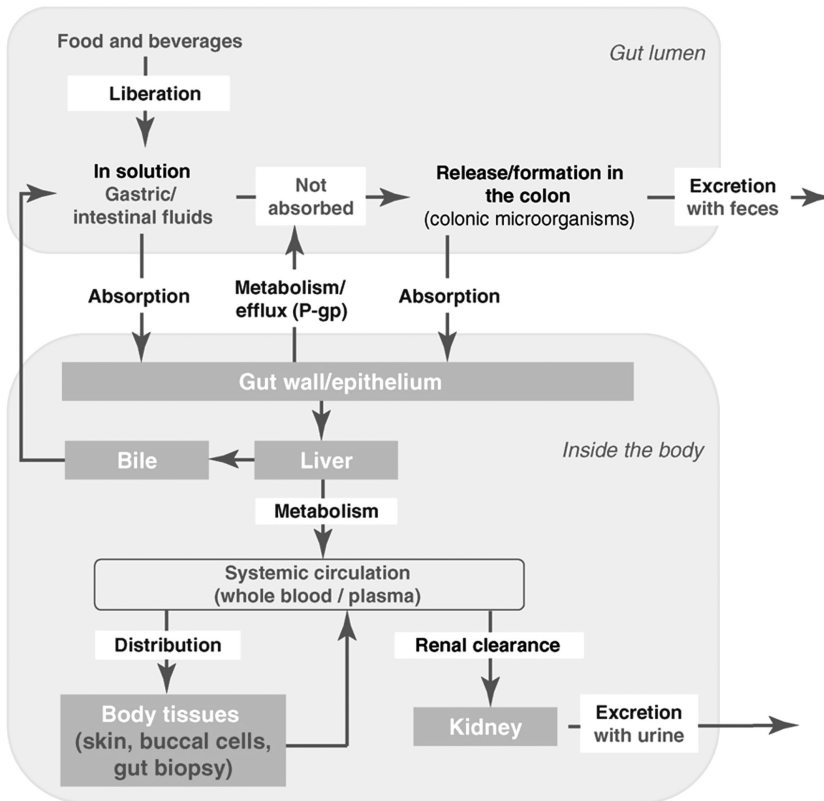 Food and beverages
Gut lumen
Liberation
In solution
Gastric/
intestinal fluids
Not
absorbed
Release/formation in
the colon
(colonic microorganisms)
Excretion
with feces
Absorption
Metabolism/
efflux (P-gp)
Absorption
Gut wall/epithelium
Inside the body
Bile
Liver
Metabolism
Systemic circulation
(whole blood / plasma)
Distribution
Renal clearance
Body tissues
(skin, buccal cells,
gut biopsy)
Kidney
Excretion
with urine